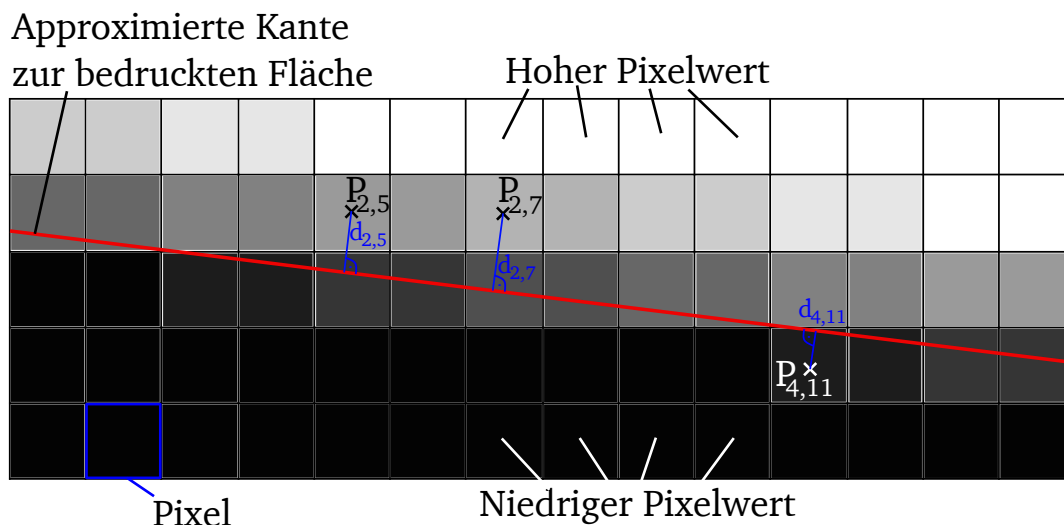 Approximierte Kante
zur bedruckten Fläche
Hoher Pixelwert
P2,5
P2,7
d2,5
d2,7
d4,11
P4,11
Niedriger Pixelwert
Pixel